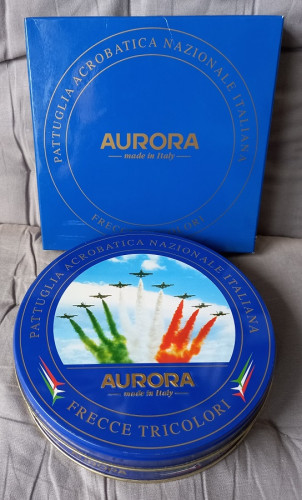 PATTUGLIA ACROBATICA NAZIONALE ITALIANA
AURORA
made in Italy
FRECCE
ORI
PATTUGLIA ACROBATICA NAZIONALE ITALIANA
AURORA
made in Italy
FRECCE TRICOLORI